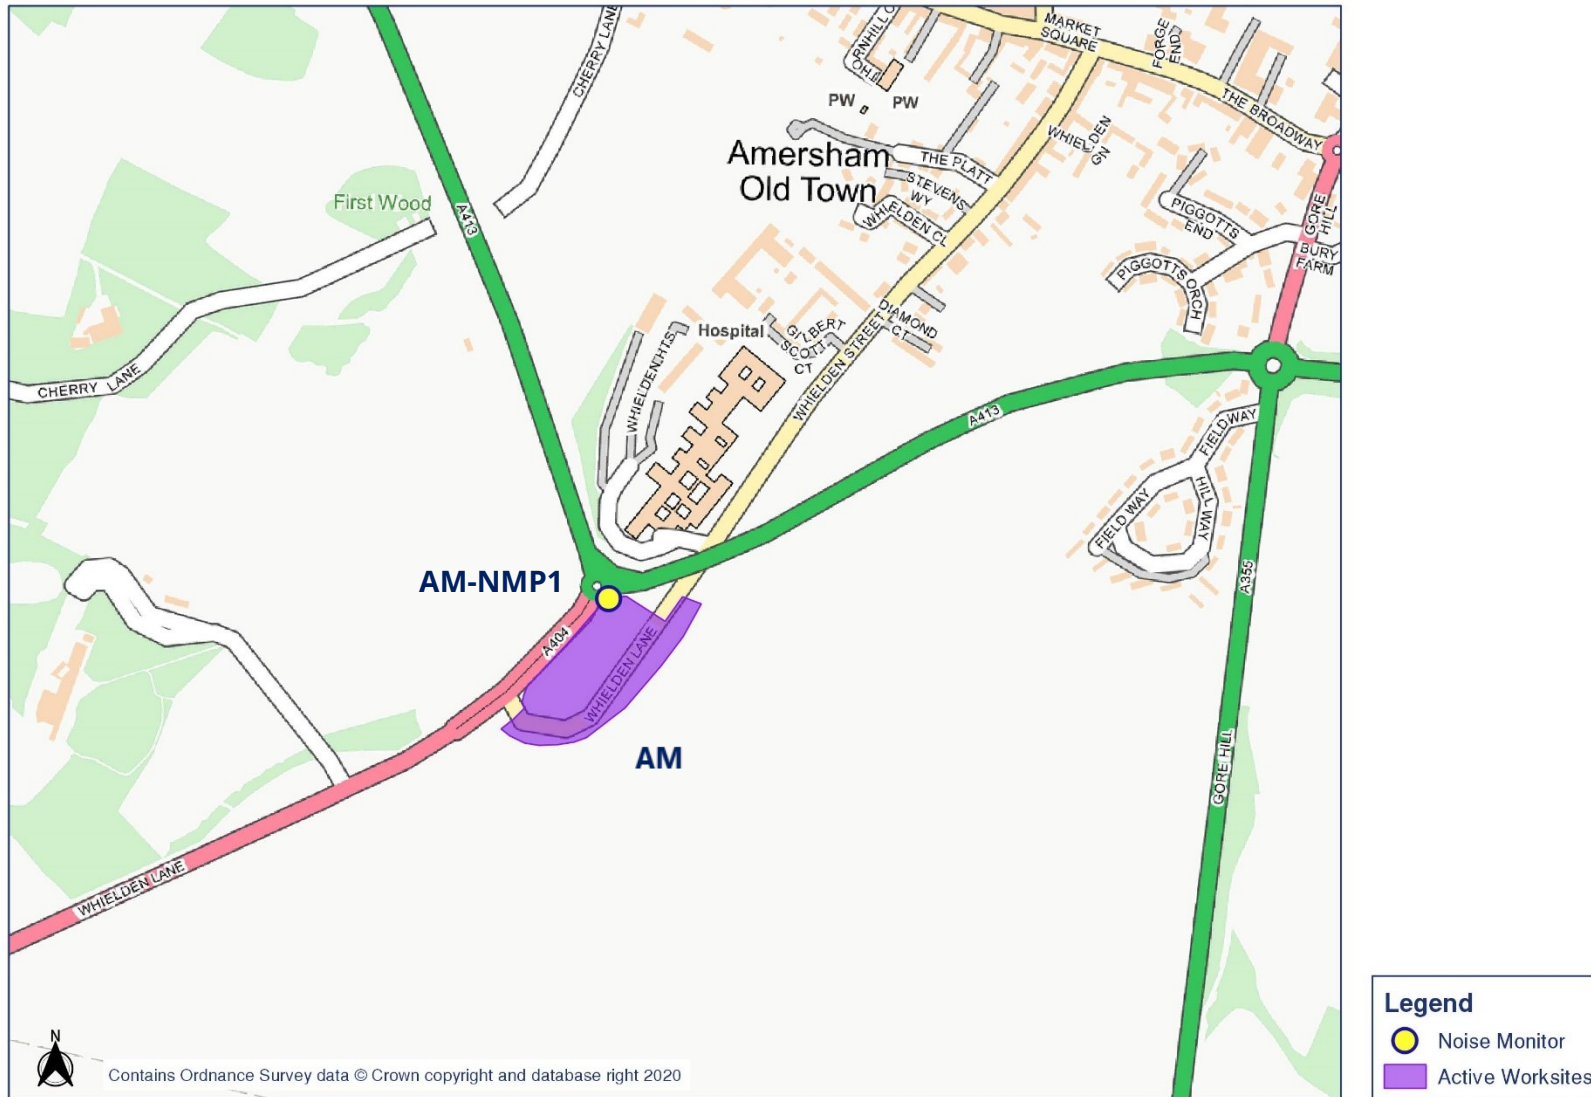 MARKET
SQUARE
FORGE
END
CHERRY LANE
PW
PW
THE BROADWAY
WHIELDEN
GN
Amersham
Old Town
THE PLATT
STEVENS
WY
WHIELDEN CL
First Wood
A413
PIGGOTTS
END
GORE
HILL
BURY
FARM
PIGGOTTS ORCH
DIAMOND
CT
Hospital
GILBERT
SCOTT
CT
WHIELDEN STREET
WHIELDEN HTS
CHERRY LANE
A413
FIELDWAY
HILL WAY
FIELD WAY
A355
AM-NMP1
A404
WHIELDEN LANE
AM
GORE HILL
WHIELDEN LANE
N
Contains Ordnance Survey data © Crown copyright and database right 2020
Legend
Noise Monitor
Active Worksites